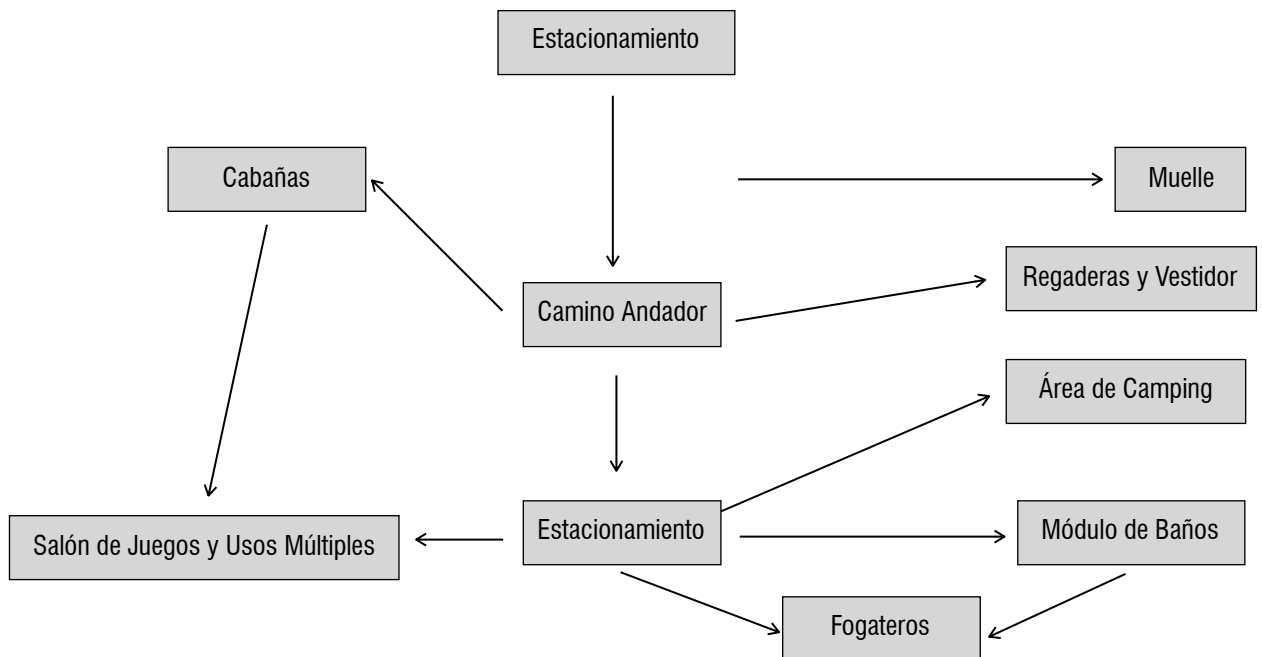 Estacionamiento
Cabañas
Muelle
Regaderas y Vestidor
Camino Andador
Área de Camping
Estacionamiento
Módulo de Baños
Salón de Juegos y Usos Múltiples
Fogateros